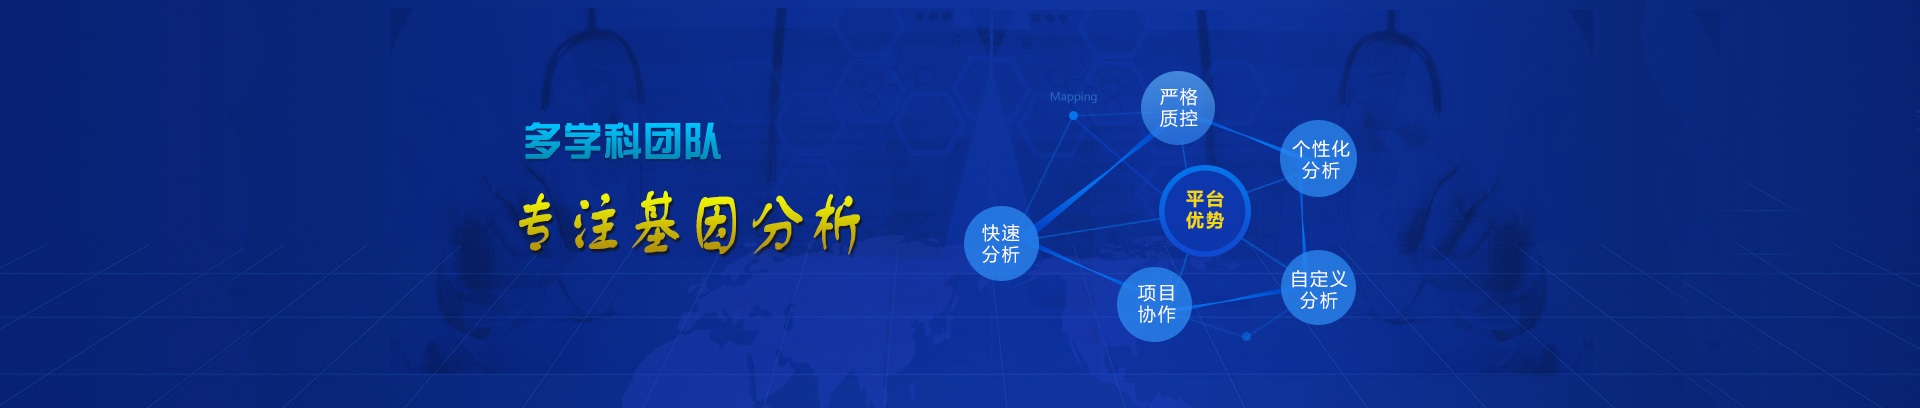 多学科团队
专注基因分析
Mapping
严格
质控
个性化
分析
平台
优势
快速
分析
自定义
分析
项目
协作